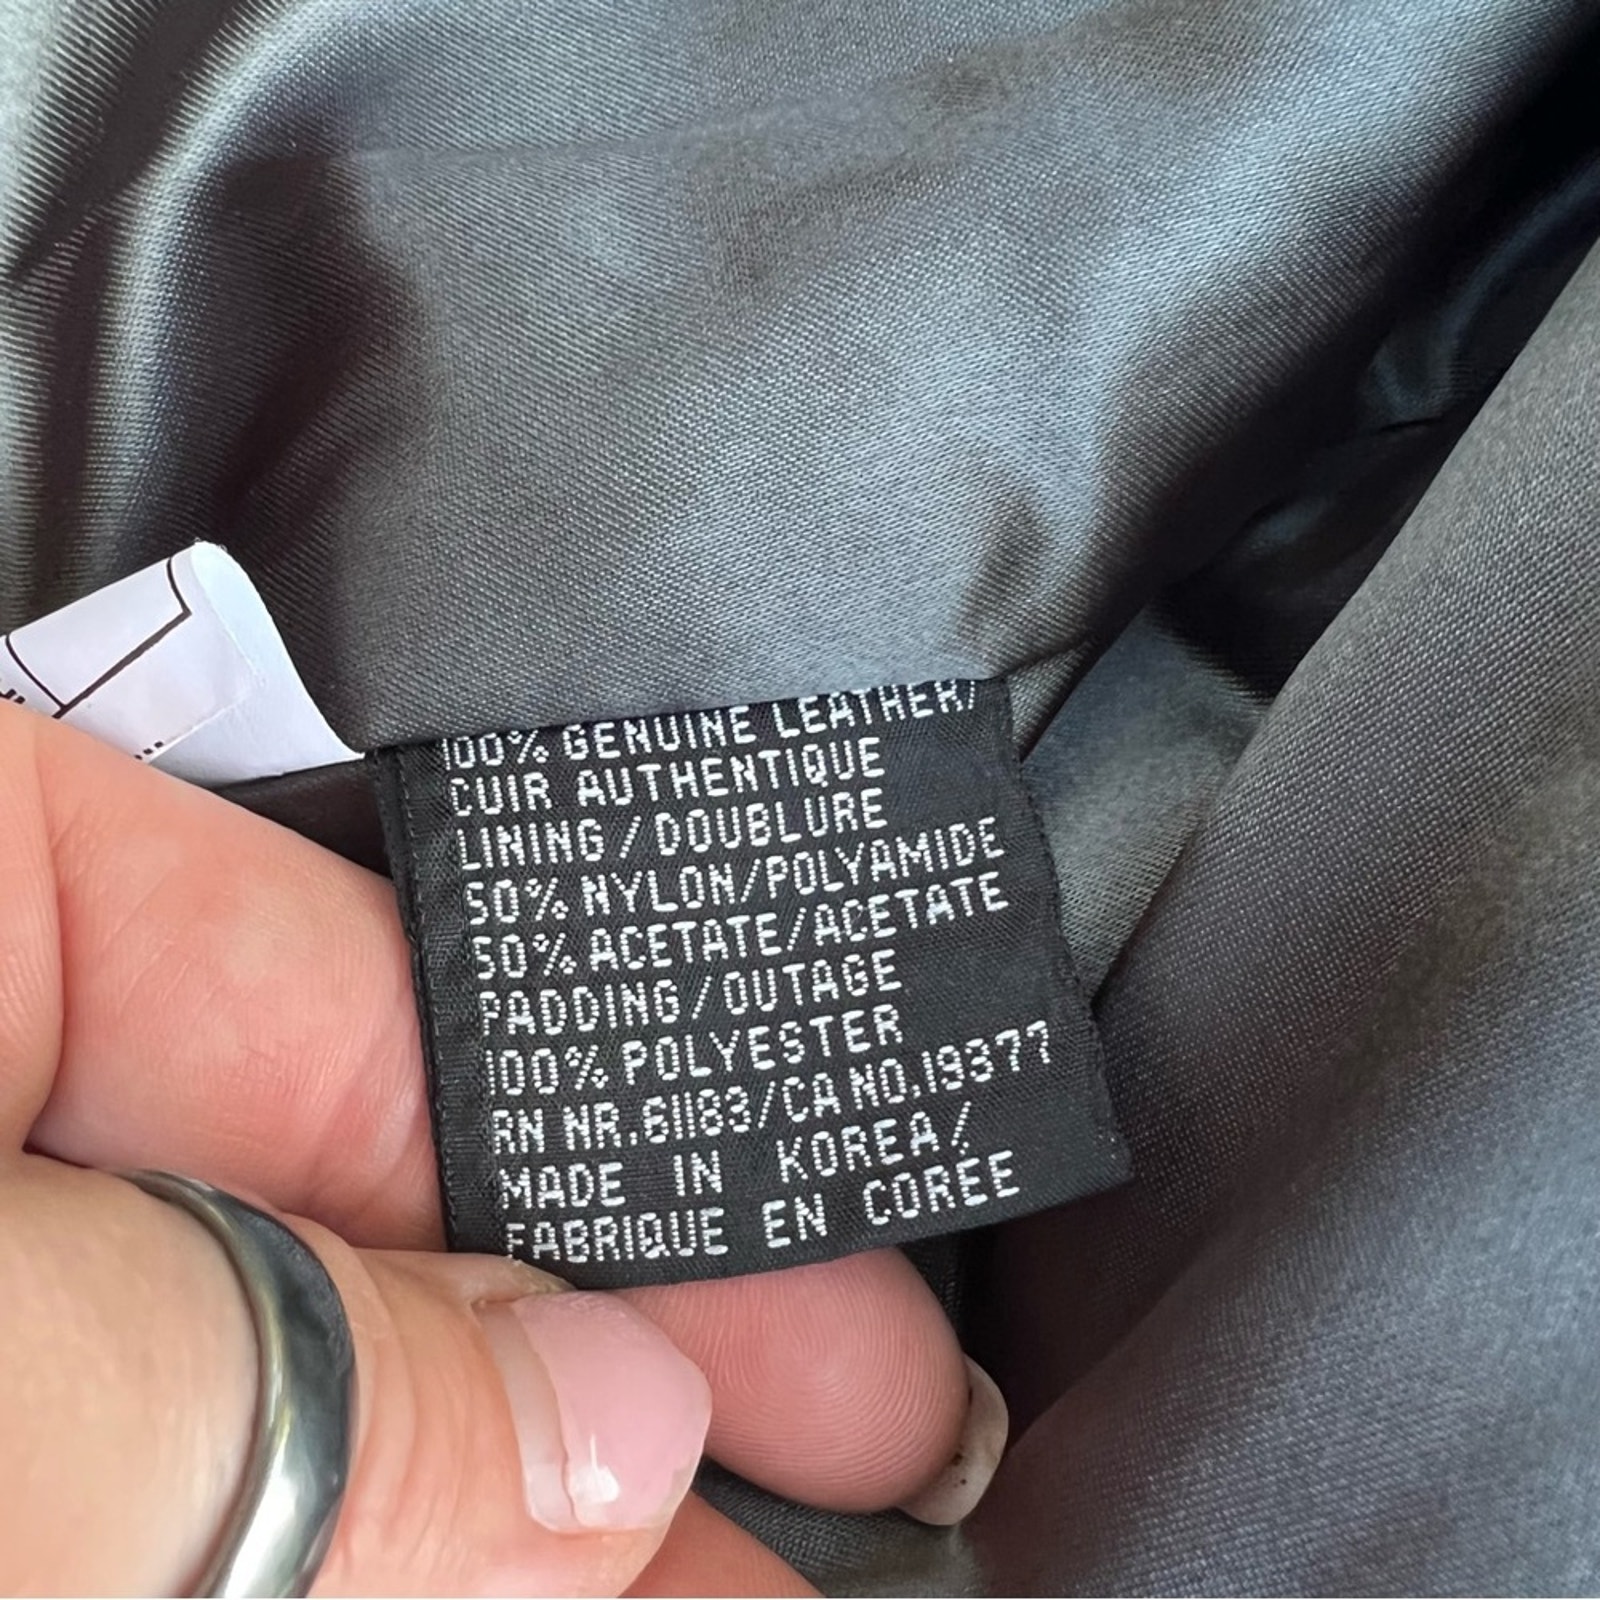 100% GENUINE LEATHER/
CUIR AUTHENTIQUE
LINING/DOUBLURE
50% NYLON/POLYAMIDE
50% ACETATE/ACETATE
PADDING/OUTAGE
100% POLYESTER
RN NR.61183/CA NO.19377
MADE IN KOREA/
FABRIQUE EN CORÉE